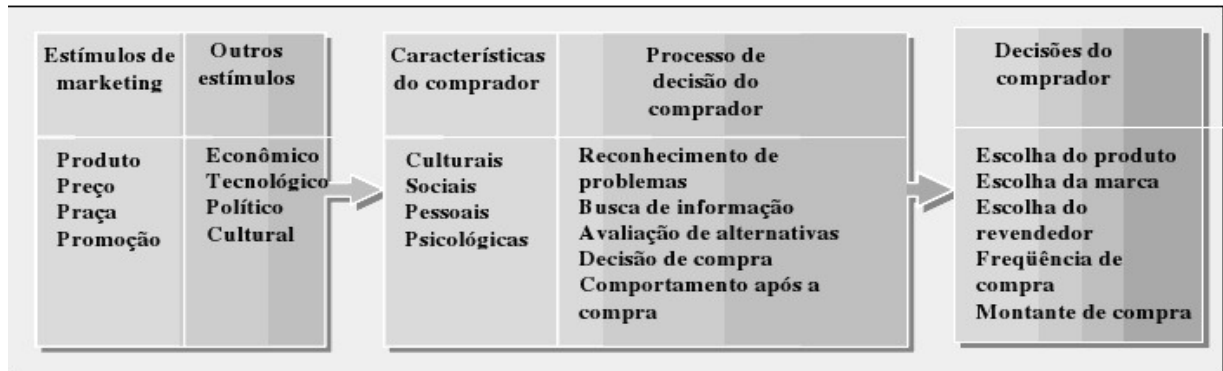 Estímulos de
marketing
Outros
estímulos
Produto
Preço
Praça
Promoção
Econômico
Tecnológico
Político
Cultural
Características
do comprador
Processo de
decisão do
comprador
Culturais
Sociais
Pessoais
Psicológicas
Reconhecimento de
problemas
Busca de informação
Avaliação de alternativas
Decisão de compra
Comportamento após a
compra
Decisões do
comprador
Escolha do produto
Escolha da marca
Escolha do
revendedor
Freqüência de
compra
Montante de compra